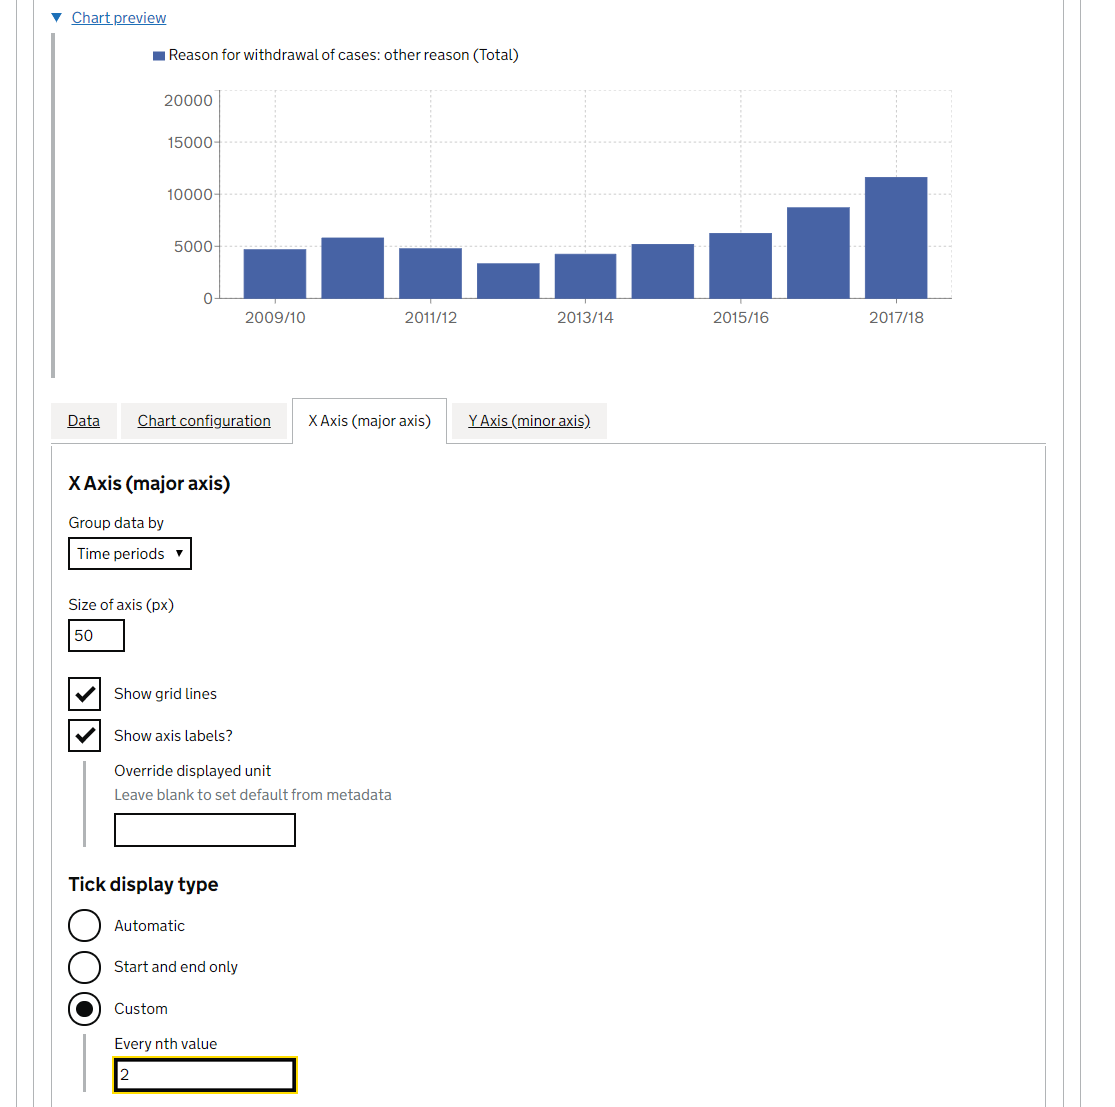 Chart preview
Reason for withdrawal of cases: other reason (Total)
20000
15000
10000
5000
0
2009/10 2011/12 2013/14 2015/16 2017/18
Data Chart configuration X Axis (major axis) Y Axis (minor axis)
X Axis (major axis)
Group data by
Time periods
Size of axis (px)
50
Show grid lines
Show axis labels?
Override displayed unit
Leave blank to set default from metadata
Tick display type
Automatic
Start and end only
Custom
Every nth value
2